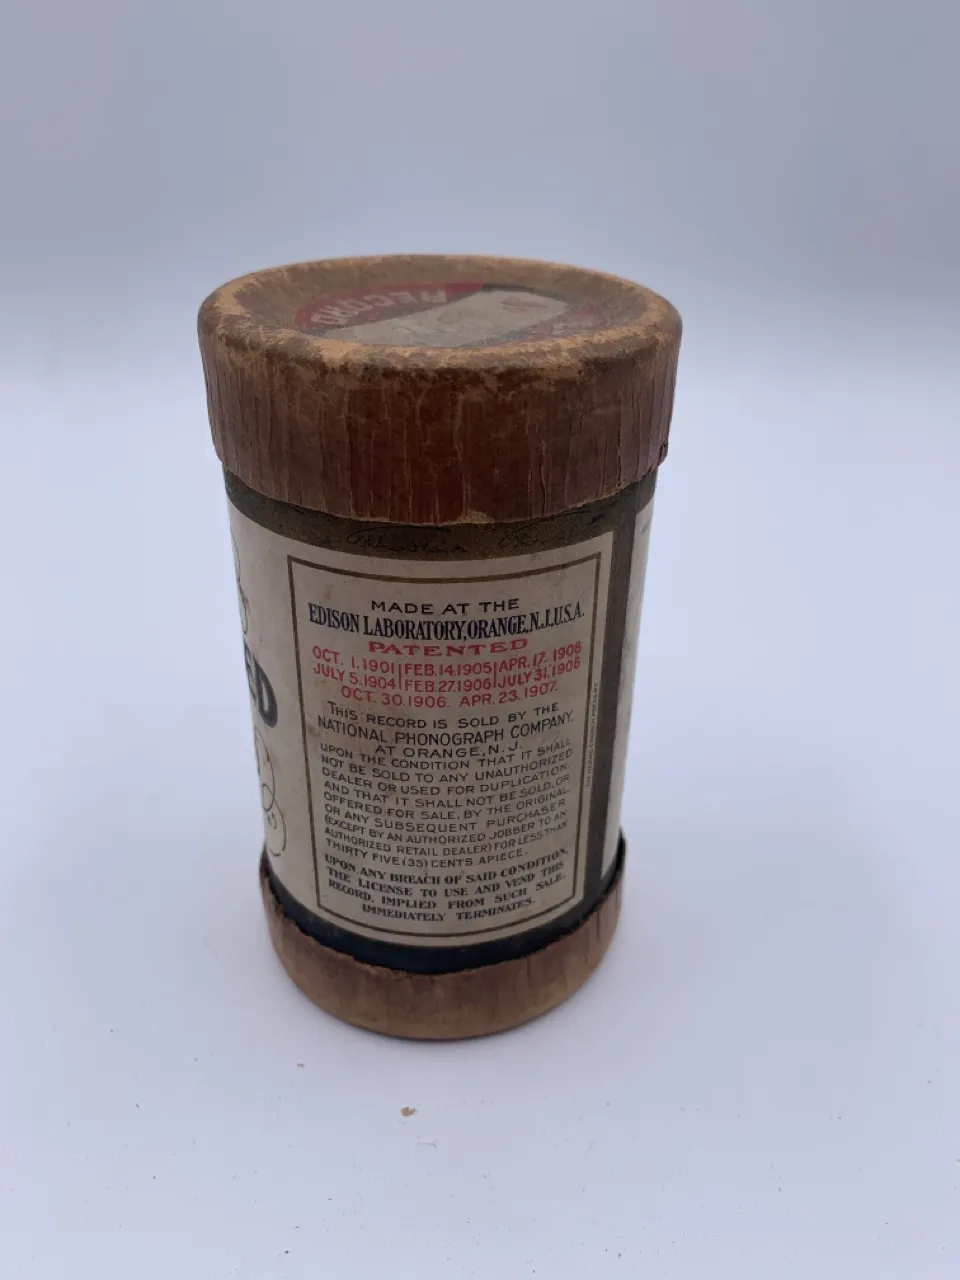 RECORD
ED
MADE AT THE
EDISON LABORATORY, ORANGE, N.J., U.S.A.
PATENTED
OCT. 1.1901 | FEB.14.1905 | APR.17.1906
JULY 5.1904 | FEB.27.1906 | JULY 31.1906
OCT. 30.1906. APR. 23. 1907.
THIS RECORD IS SOLD BY THE
NATIONAL PHONOGRAPH COMPANY,
AT ORANGE, N. J.
UPON THE CONDITION THAT IT SHALL
NOT BE SOLD TO ANY UNAUTHORIZED
DEALER OR USED FOR DUPLICATION,
AND THAT IT SHALL NOT BE SOLD, OR
OFFERED FOR SALE, BY THE ORIGINAL,
OR ANY SUBSEQUENT PURCHASER
(EXCEPT BY AN AUTHORIZED JOBBER TO AN
AUTHORIZED RETAIL DEALER) FOR LESS THAN
THIRTY FIVE (35) CENTS APIECE.
UPON ANY BREACH OF SAID CONDITION,
THE LICENSE TO USE AND VEND THIS
RECORD, IMPLIED FROM SUCH SALE,
IMMEDIATELY TERMINATES.